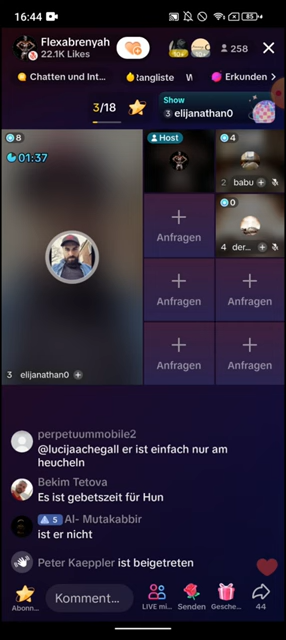 16:44
85
Flexabrenyah
22.1K Likes
10+
10+
258
Chatten und Int...
Rangliste
W
Erkunden
3/18
Show
3 elijanathan0
8
01:37
Host
4
2 babu
Anfragen
0
4 der...
Anfragen
Anfragen
Anfragen
Anfragen
3 elijanathan0
perpetuummobile2
@lucijaachegall er ist einfach nur am
heucheln
Bekim Tetova
Es ist gebetszeit für Hun
5 Al- Mutakabbir
ist er nicht
Peter Kaeppler ist beigetreten
Abonn...
Komment...
LIVE mi...
Senden
Gesche...
44